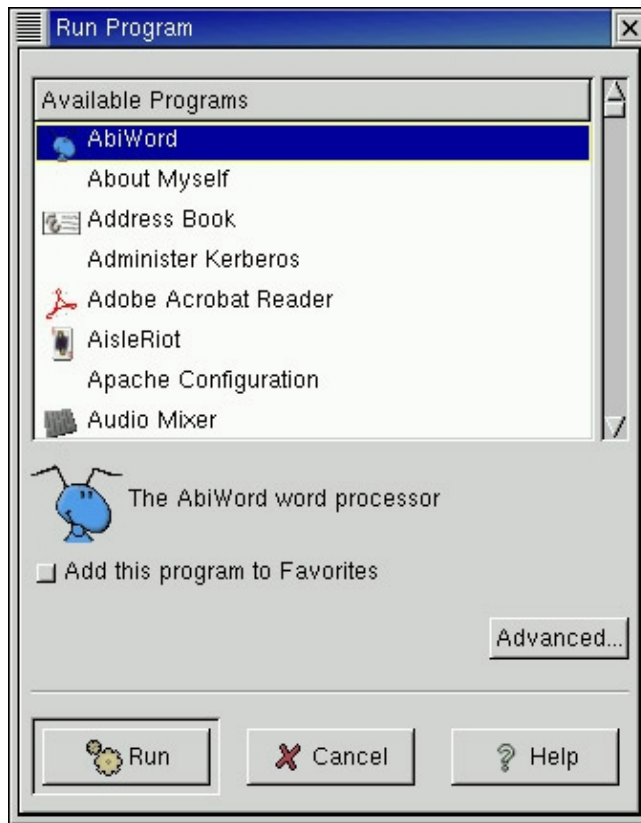 Run Program
Available Programs
AbiWord
About Myself
Address Book
Administer Kerberos
Adobe Acrobat Reader
AisleRiot
Apache Configuration
Audio Mixer
The AbiWord word processor
Add this program to Favorites
Advanced...
Run Cancel Help